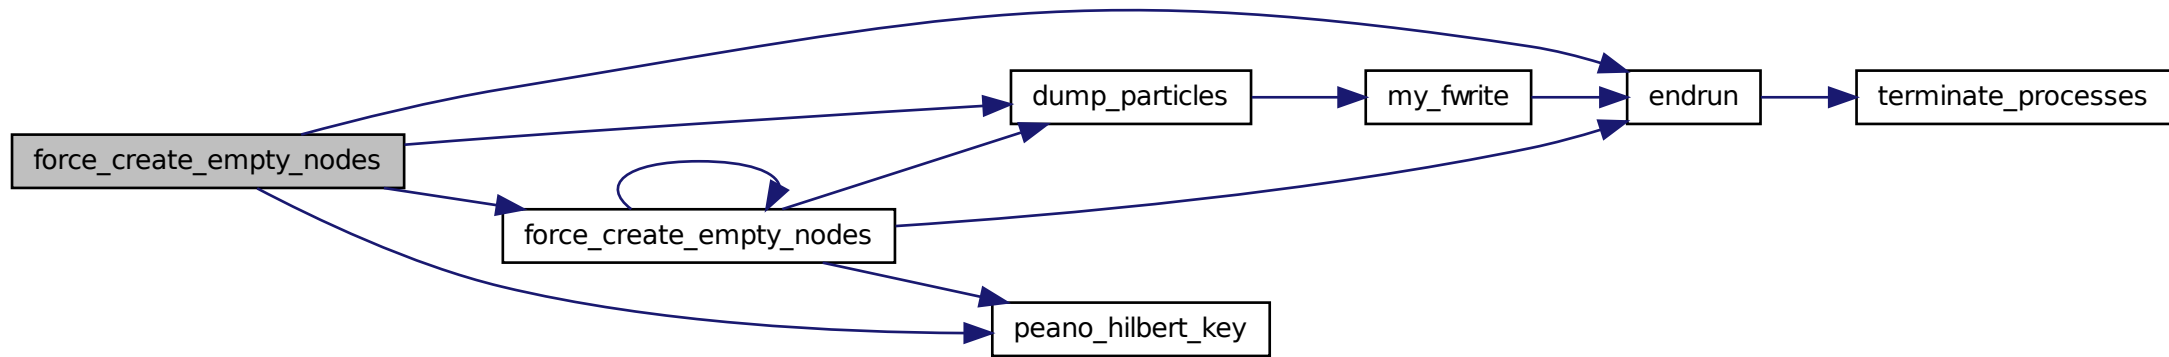 force_create_empty_nodes
force_create_empty_nodes
dump_particles
peano_hilbert_key
my_fwrite
endrun
terminate_processes